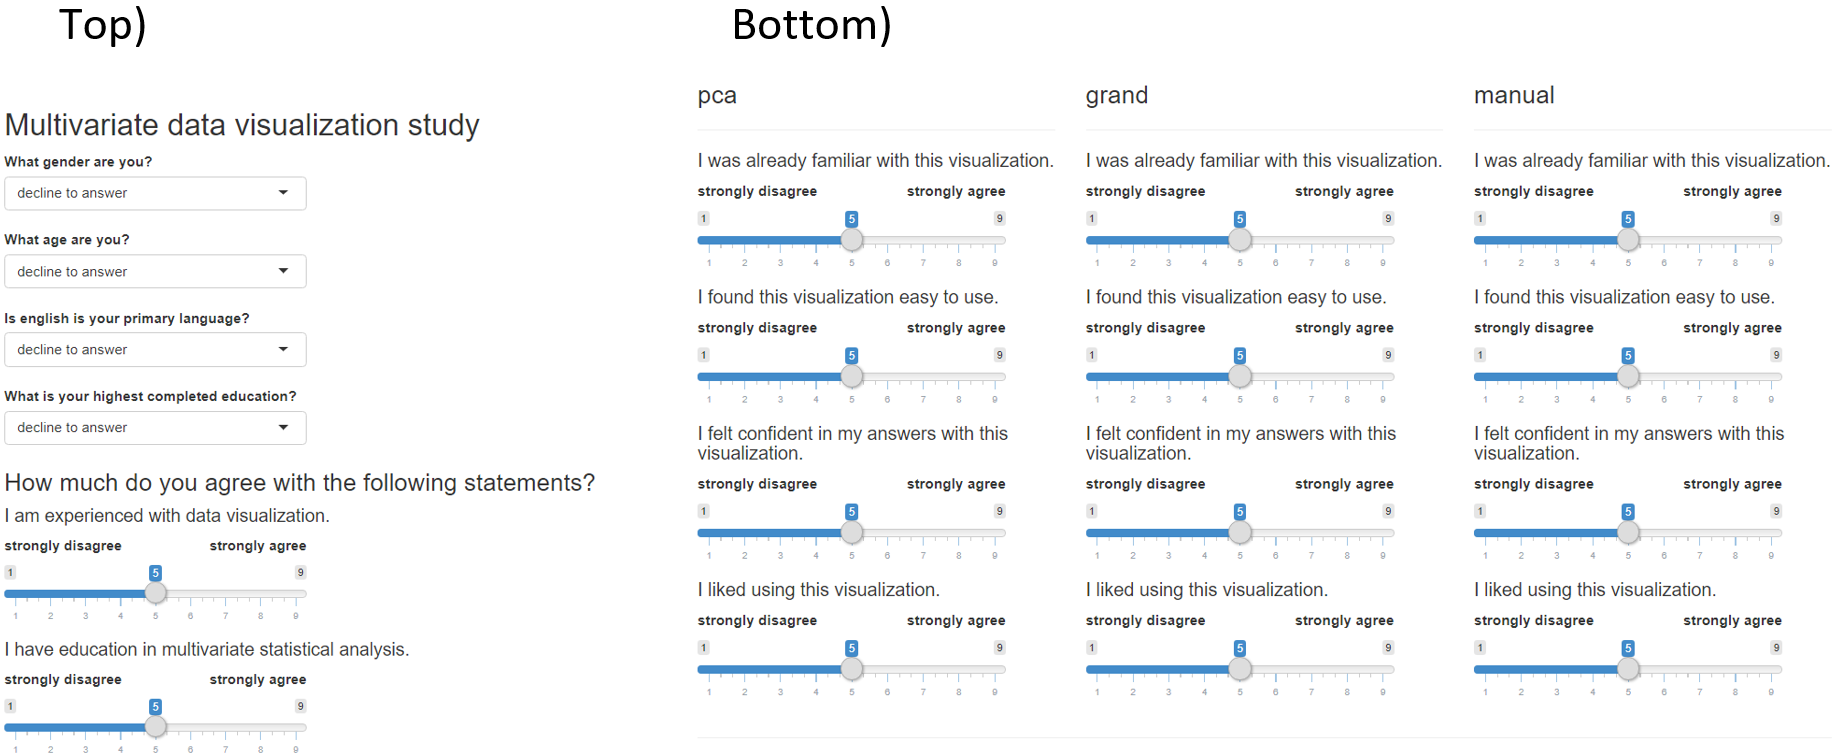 Top)
Multivariate data visualization study
What gender are you?
decline to answer
What age are you?
decline to answer
Is english is your primary language?
decline to answer
What is your highest completed education?
decline to answer
How much do you agree with the following statements?
I am experienced with data visualization.
strongly disagree strongly agree
1 5 9
1 2 3 4 5 6 7 8 9
I have education in multivariate statistical analysis.
strongly disagree strongly agree
1 5 9
1 2 3 4 5 6 7 8 9
Bottom)
pca
I was already familiar with this visualization.
strongly disagree strongly agree
1 5 9
1 2 3 4 5 6 7 8 9
I found this visualization easy to use.
strongly disagree strongly agree
1 5 9
1 2 3 4 5 6 7 8 9
I felt confident in my answers with this
visualization.
strongly disagree strongly agree
1 5 9
1 2 3 4 5 6 7 8 9
I liked using this visualization.
strongly disagree strongly agree
1 5 9
1 2 3 4 5 6 7 8 9
grand
I was already familiar with this visualization.
strongly disagree strongly agree
1 5 9
1 2 3 4 5 6 7 8 9
I found this visualization easy to use.
strongly disagree strongly agree
1 5 9
1 2 3 4 5 6 7 8 9
I felt confident in my answers with this
visualization.
strongly disagree strongly agree
1 5 9
1 2 3 4 5 6 7 8 9
I liked using this visualization.
strongly disagree strongly agree
1 5 9
1 2 3 4 5 6 7 8 9
manual
I was already familiar with this visualization.
strongly disagree strongly agree
1 5 9
1 2 3 4 5 6 7 8 9
I found this visualization easy to use.
strongly disagree strongly agree
1 5 9
1 2 3 4 5 6 7 8 9
I felt confident in my answers with this
visualization.
strongly disagree strongly agree
1 5 9
1 2 3 4 5 6 7 8 9
I liked using this visualization.
strongly disagree strongly agree
1 5 9
1 2 3 4 5 6 7 8 9